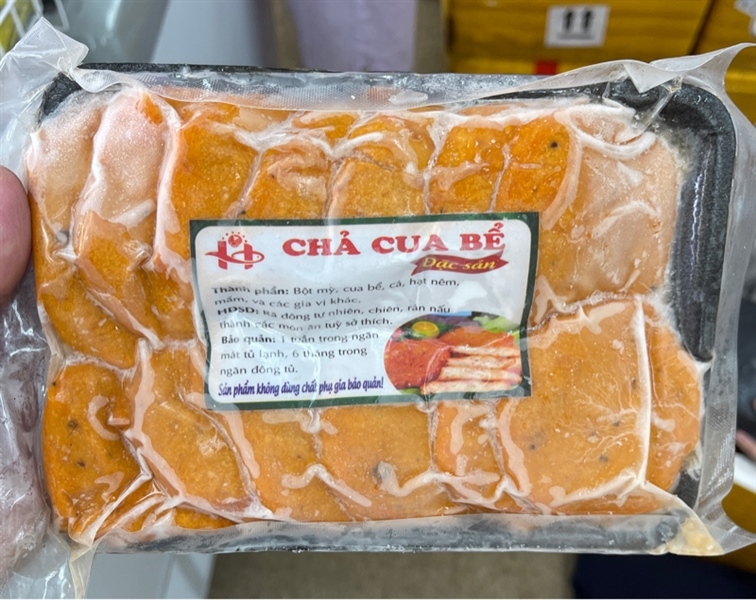 CHẢ CUA BỂ
Đặc sản
Thành phần: Bột mỳ, cua bể, cá, hạt nêm,
mắm, và các gia vị khác.
HDSD: Rã đông tự nhiên, chiên, rán nấu
thành các món ăn tuỳ sở thích.
Bảo quản: 1 tuần trong ngăn
mát tủ lạnh, 6 tháng trong
ngăn đông tủ.
Sản phẩm không dùng chất phụ gia bảo quản!